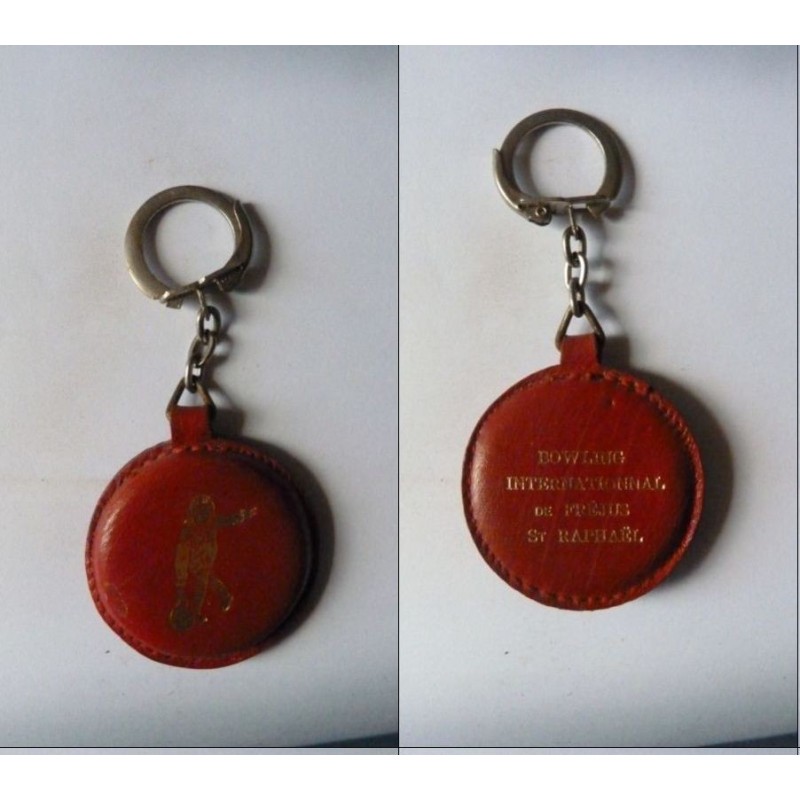 BOWLING
INTERNATIONNAL
DE FRÉJUS
ST RAPHAËL